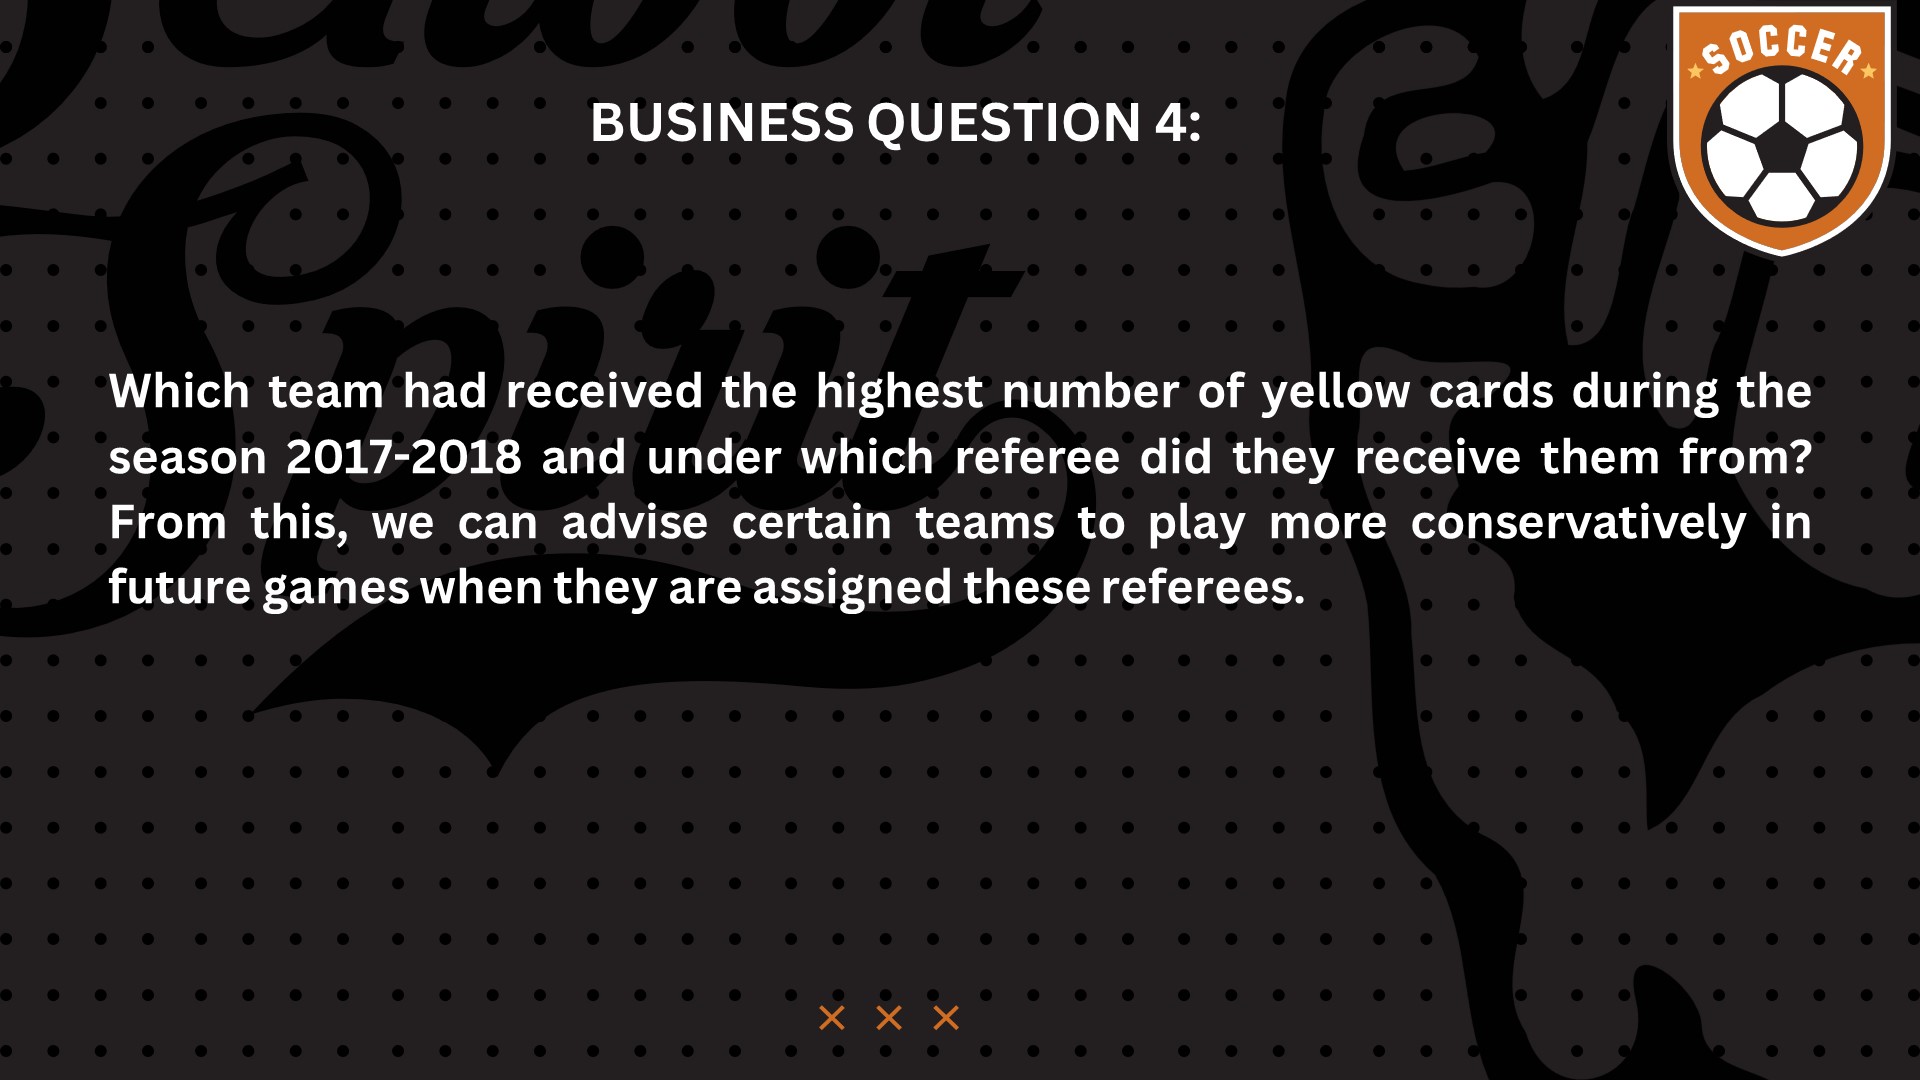 SOCCER
BUSINESS QUESTION 4:
Spirit
Which team had received the highest number of yellow cards during the
season 2017-2018 and under which referee did they receive them from?
From this, we can advise certain teams to play more conservatively in
future games when they are assigned these referees.